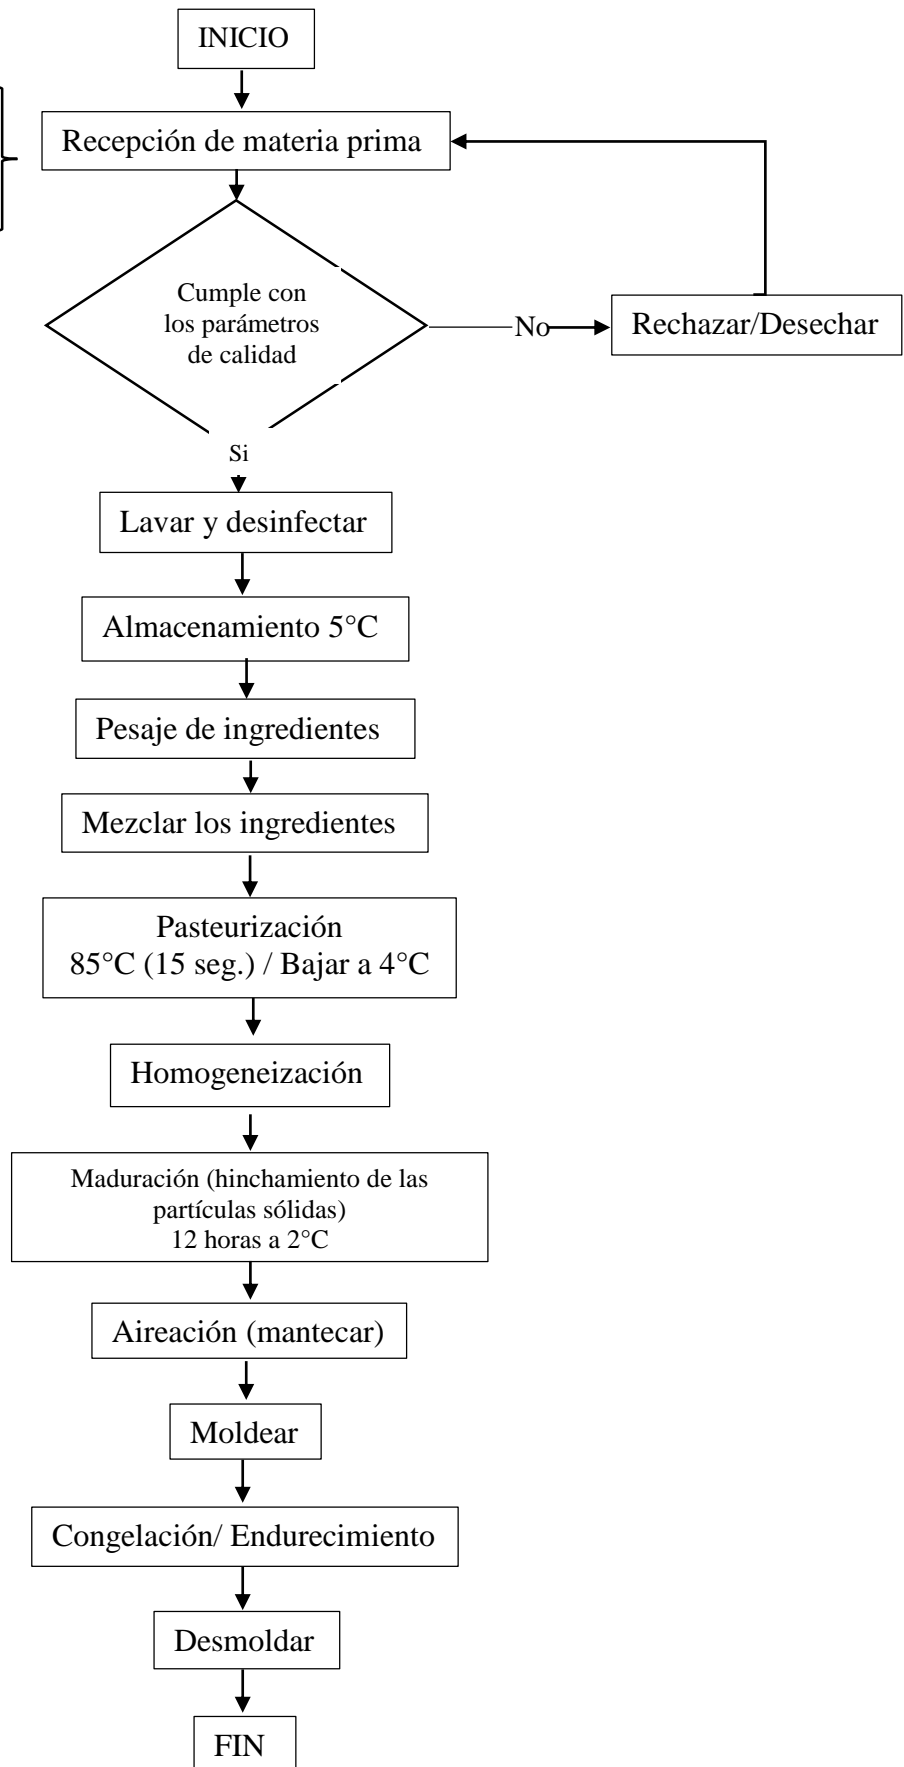 INICIO
Recepción de materia prima
Cumple con
los parámetros
de calidad
No
Rechazar/Desechar
Si
Lavar y desinfectar
Almacenamiento 5°C
Pesaje de ingredientes
Mezclar los ingredientes
Pasteurización
85°C (15 seg.) / Bajar a 4°C
Homogeneización
Maduración (hinchamiento de las
partículas sólidas)
12 horas a 2°C
Aireación (mantecar)
Moldear
Congelación/ Endurecimiento
Desmoldar
FIN